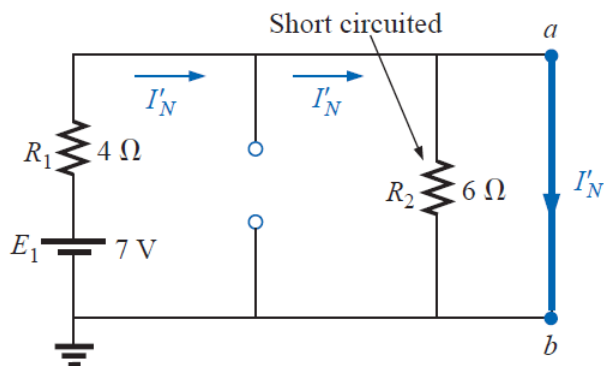 Short circuited
a
I′N
I′N
R1
4 Ω
R2
6 Ω
I′N
E1
7 V
b